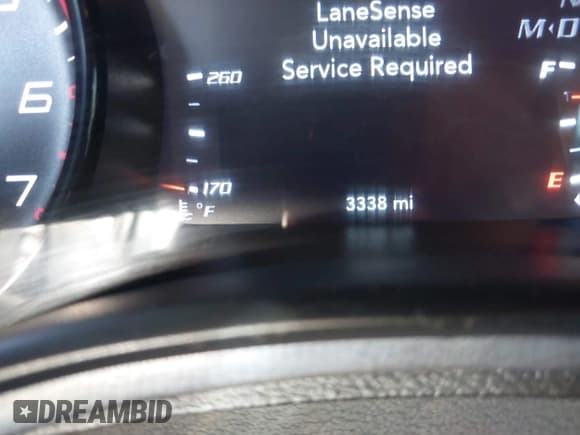 LaneSense
Unavailable
Service Required
M
260
F
6
170
E
7
°F
3338 mi
DREAMBID